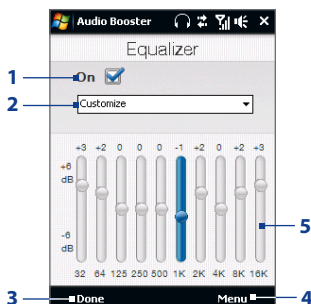 Audio Booster
Equalizer
1 On
2 Customize
+3 +2 0 0 0 -1 +2 0 +2 +3
+6
dB
5
-6
dB
32 64 125 250 500 1K 2K 4K 8K 16K
3 Done Menu 4